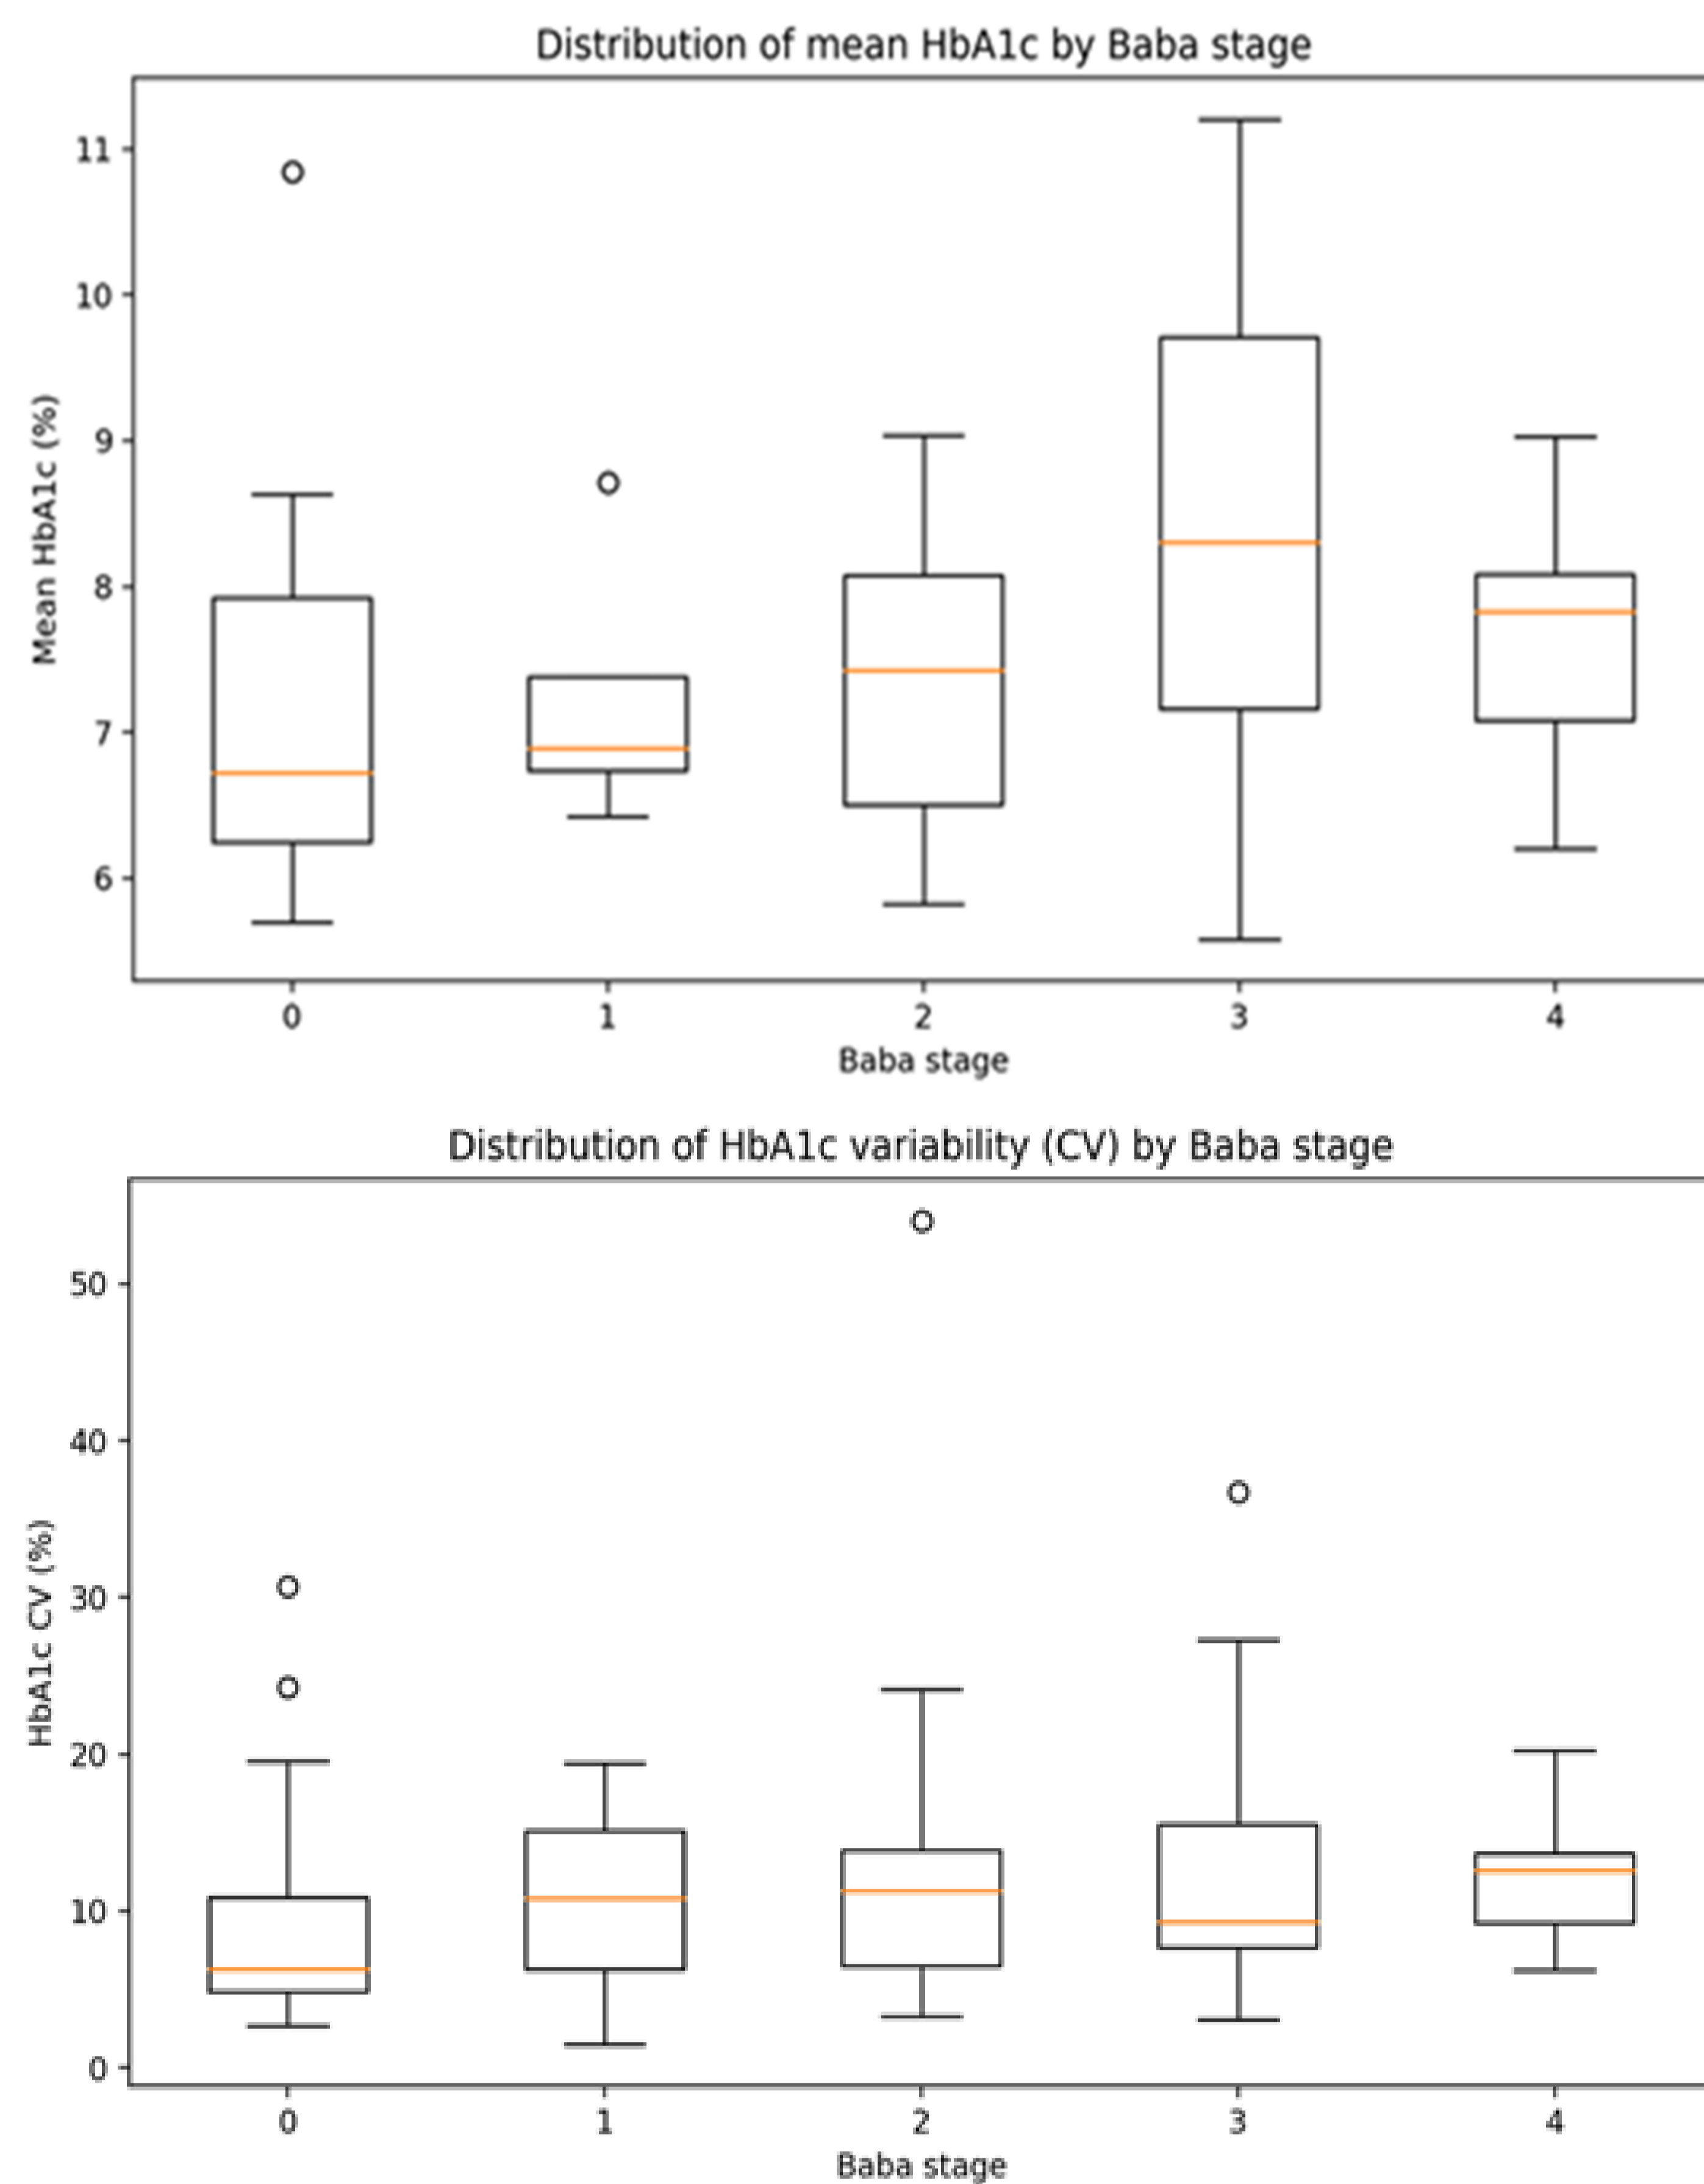 Distribution of mean HbA1c by Baba stage
11
10
9
8
7
6
Mean HbA1c (%)
0 1 2 3 4
Baba stage
Distribution of HbA1c variability (CV) by Baba stage
50
40
30
20
10
0
HbA1c CV (%)
0 1 2 3 4
Baba stage